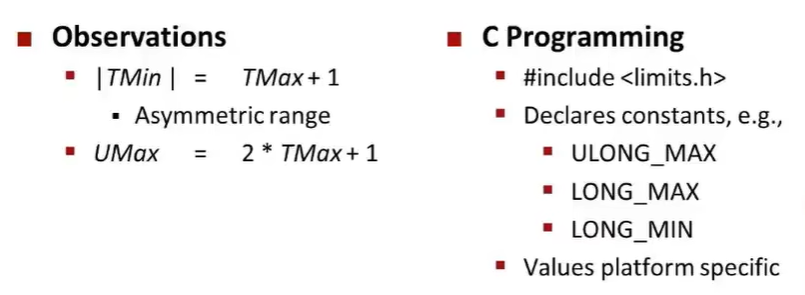 Observations
|TMin | = TMax + 1
Asymmetric range
UMax = 2 * TMax + 1
C Programming
#include <limits.h>
Declares constants, e.g.,
ULONG_MAX
LONG_MAX
LONG_MIN
Values platform specific